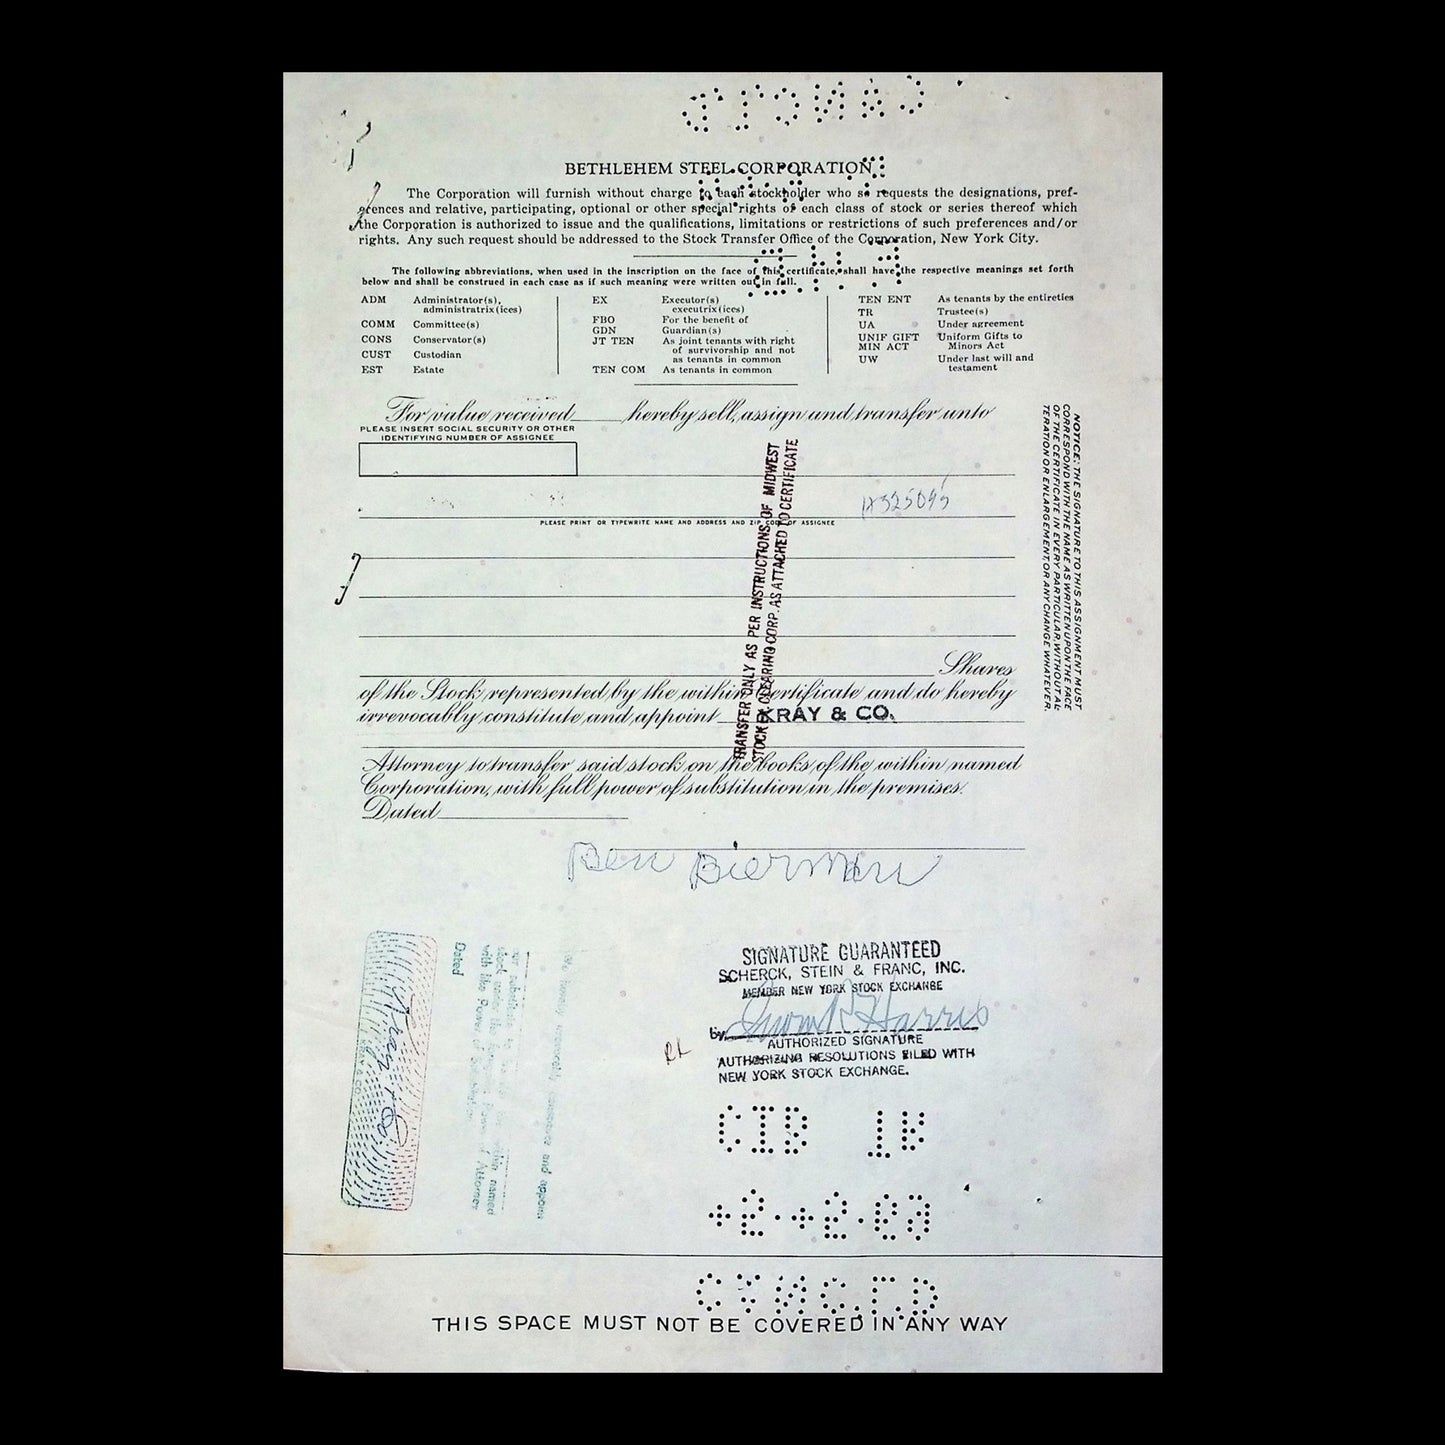 BETHLEHEM STEEL CORPORATION
The Corporation will furnish without charge to each stockholder who so requests the designations, pref-
erences and relative, participating, optional or other special rights of each class of stock or series thereof which
the Corporation is authorized to issue and the qualifications, limitations or restrictions of such preferences and/or
rights. Any such request should be addressed to the Stock Transfer Office of the Corporation, New York City.
The following abbreviations, when used in the inscription on the face of this certificate, shall have the respective meanings set forth
below and shall be construed in each case as if such meaning were written out in full.
ADM Administrator(s),
administratrix(ices)
COMM Committee(s)
CONS Conservator(s)
CUST Custodian
EST Estate
EX Executor(s)
executrix(ices)
FBO For the benefit of
GDN Guardian(s)
JT TEN As joint tenants with right
of survivorship and not
as tenants in common
TEN COM As tenants in common
TEN ENT As tenants by the entireties
TR Trustee(s)
UA Under agreement
UNIF GIFT Uniform Gifts to
MIN ACT Minors Act
UW Under last will and
testament
For value received hereby sell, assign and transfer unto
PLEASE INSERT SOCIAL SECURITY OR OTHER
IDENTIFYING NUMBER OF ASSIGNEE
H325095
PLEASE PRINT OR TYPEWRITE NAME AND ADDRESS AND ZIP CODE OF ASSIGNEE
TRANSFER ONLY AS PER INSTRUCTIONS OF MIDWEST
STOCK EX. CLEARING CORP. AS ATTACHED TO CERTIFICATE
NOTICE: THE SIGNATURE TO THIS ASSIGNMENT MUST
CORRESPOND WITH THE NAME AS WRITTEN UPON THE FACE
OF THE CERTIFICATE IN EVERY PARTICULAR, WITHOUT AL-
TERATION OR ENLARGEMENT OR ANY CHANGE WHATEVER.
Shares
of the Stock represented by the within Certificate and do hereby
irrevocably constitute and appoint KRAY & CO.
Attorney to transfer said stock on the books of the within named
Corporation, with full power of substitution in the premises.
Dated
Ben Bierman
SIGNATURE GUARANTEED
SCHERCK, STEIN & FRANC, INC.
MEMBER NEW YORK STOCK EXCHANGE
by Harris
AUTHORIZED SIGNATURE
AUTHORIZING RESOLUTIONS FILED WITH
NEW YORK STOCK EXCHANGE.
RL
Kray & Co
KRAY & CO.
We hereby irrevocably constitute and appoint
Dated
THIS SPACE MUST NOT BE COVERED IN ANY WAY